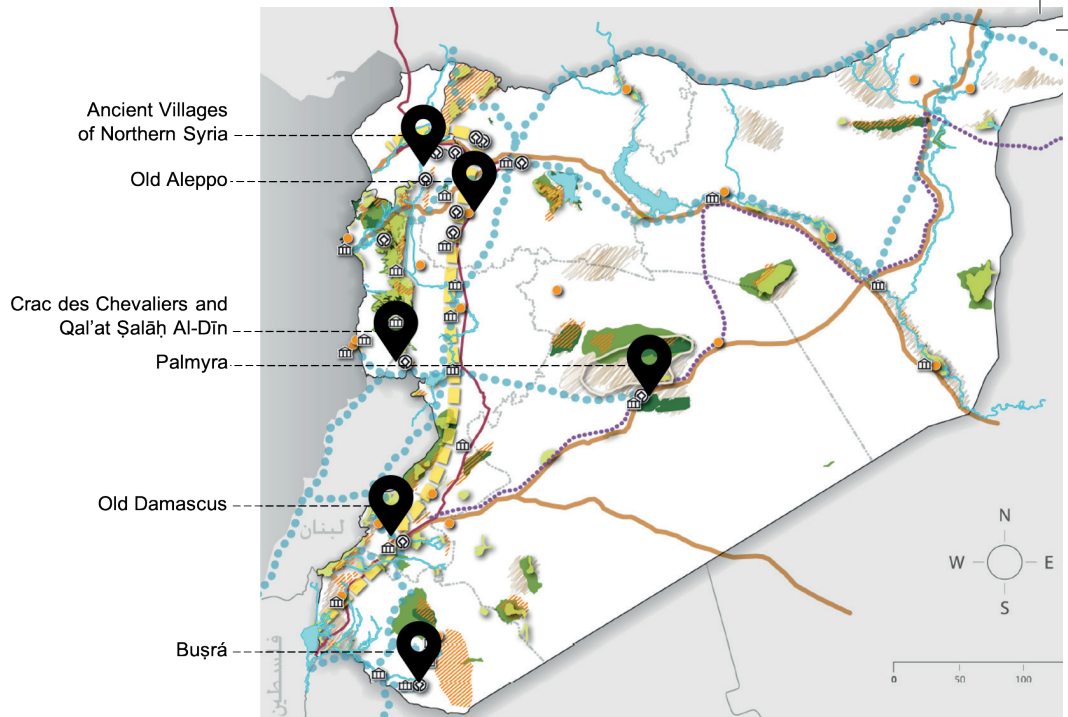 Ancient Villages
of Northern Syria
Old Aleppo
Crac des Chevaliers and
Qal'at Ṣalāḥ Al-Dīn
Palmyra
Old Damascus
لبنان
Buṣrá
فلسطين
N
W
E
S
0
50
100